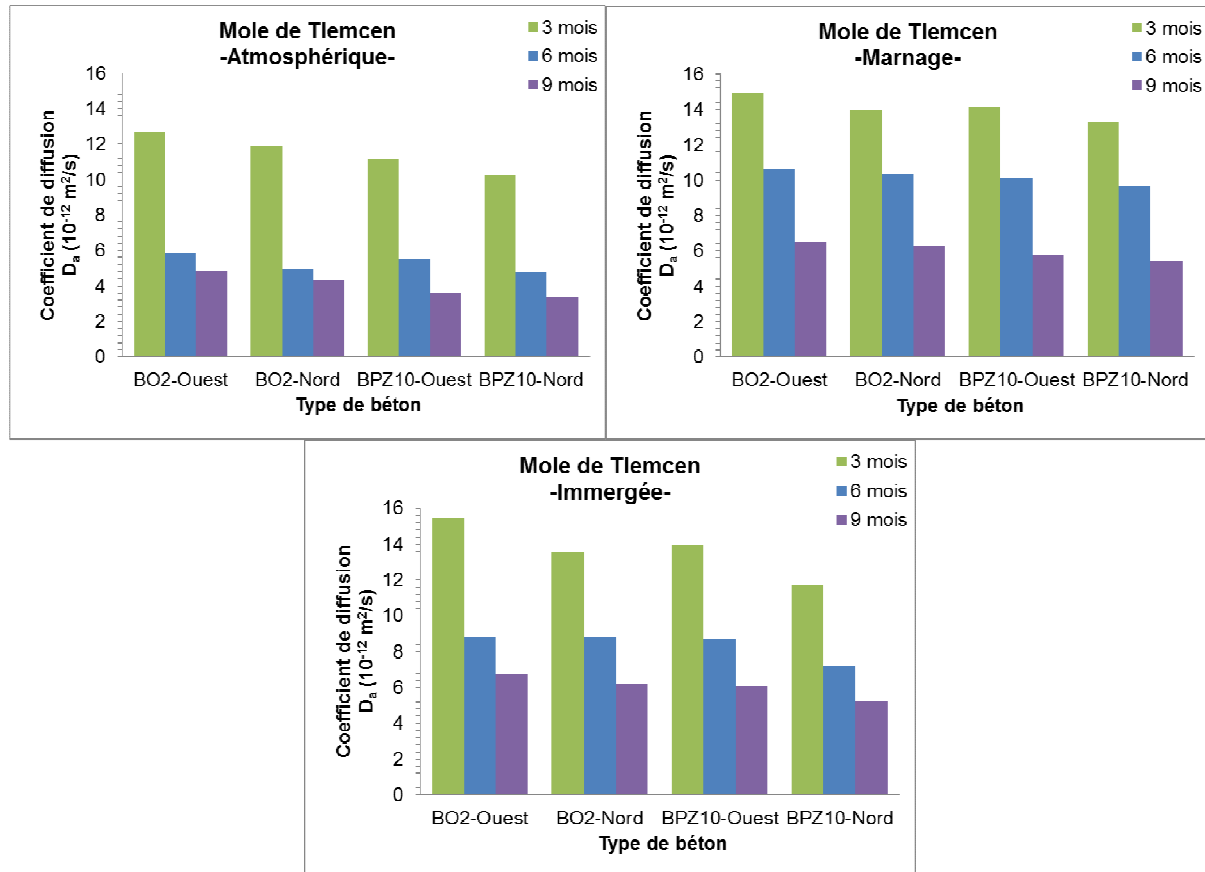 Mole de Tlemcen
-Atmosphérique-
3 mois
6 mois
9 mois
Coefficient de diffusion
Dₐ (10⁻¹² m²/s)
16
14
12
10
8
6
4
2
0
BO2-Ouest BO2-Nord BPZ10-Ouest BPZ10-Nord
Type de béton
Mole de Tlemcen
-Marnage-
3 mois
6 mois
9 mois
Coefficient de diffusion
Dₐ (10⁻¹² m²/s)
16
14
12
10
8
6
4
2
0
BO2-Ouest BO2-Nord BPZ10-Ouest BPZ10-Nord
Type de béton
Mole de Tlemcen
-Immergée-
3 mois
6 mois
9 mois
Coefficient de diffusion
Dₐ (10⁻¹² m²/s)
16
14
12
10
8
6
4
2
0
BO2-Ouest BO2-Nord BPZ10-Ouest BPZ10-Nord
Type de béton